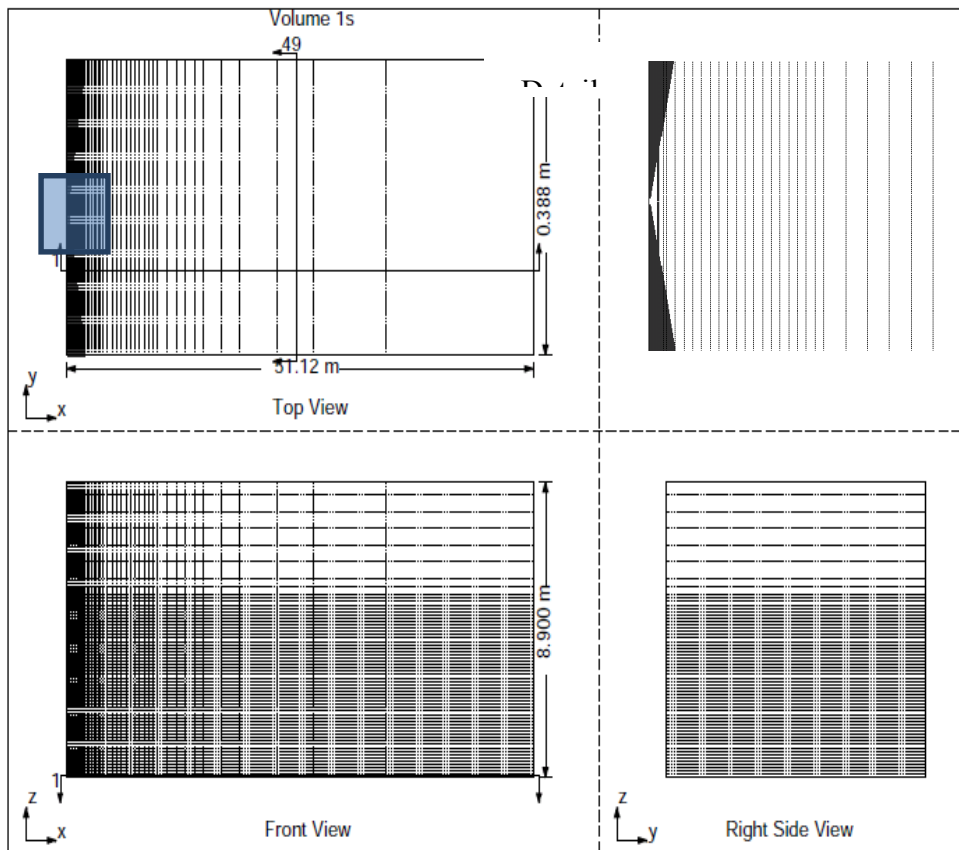 Volume 1s
49
0.388 m
1
51.12 m
y
x
Top View
8.900 m
1
z
x
Front View
z
y
Right Side View